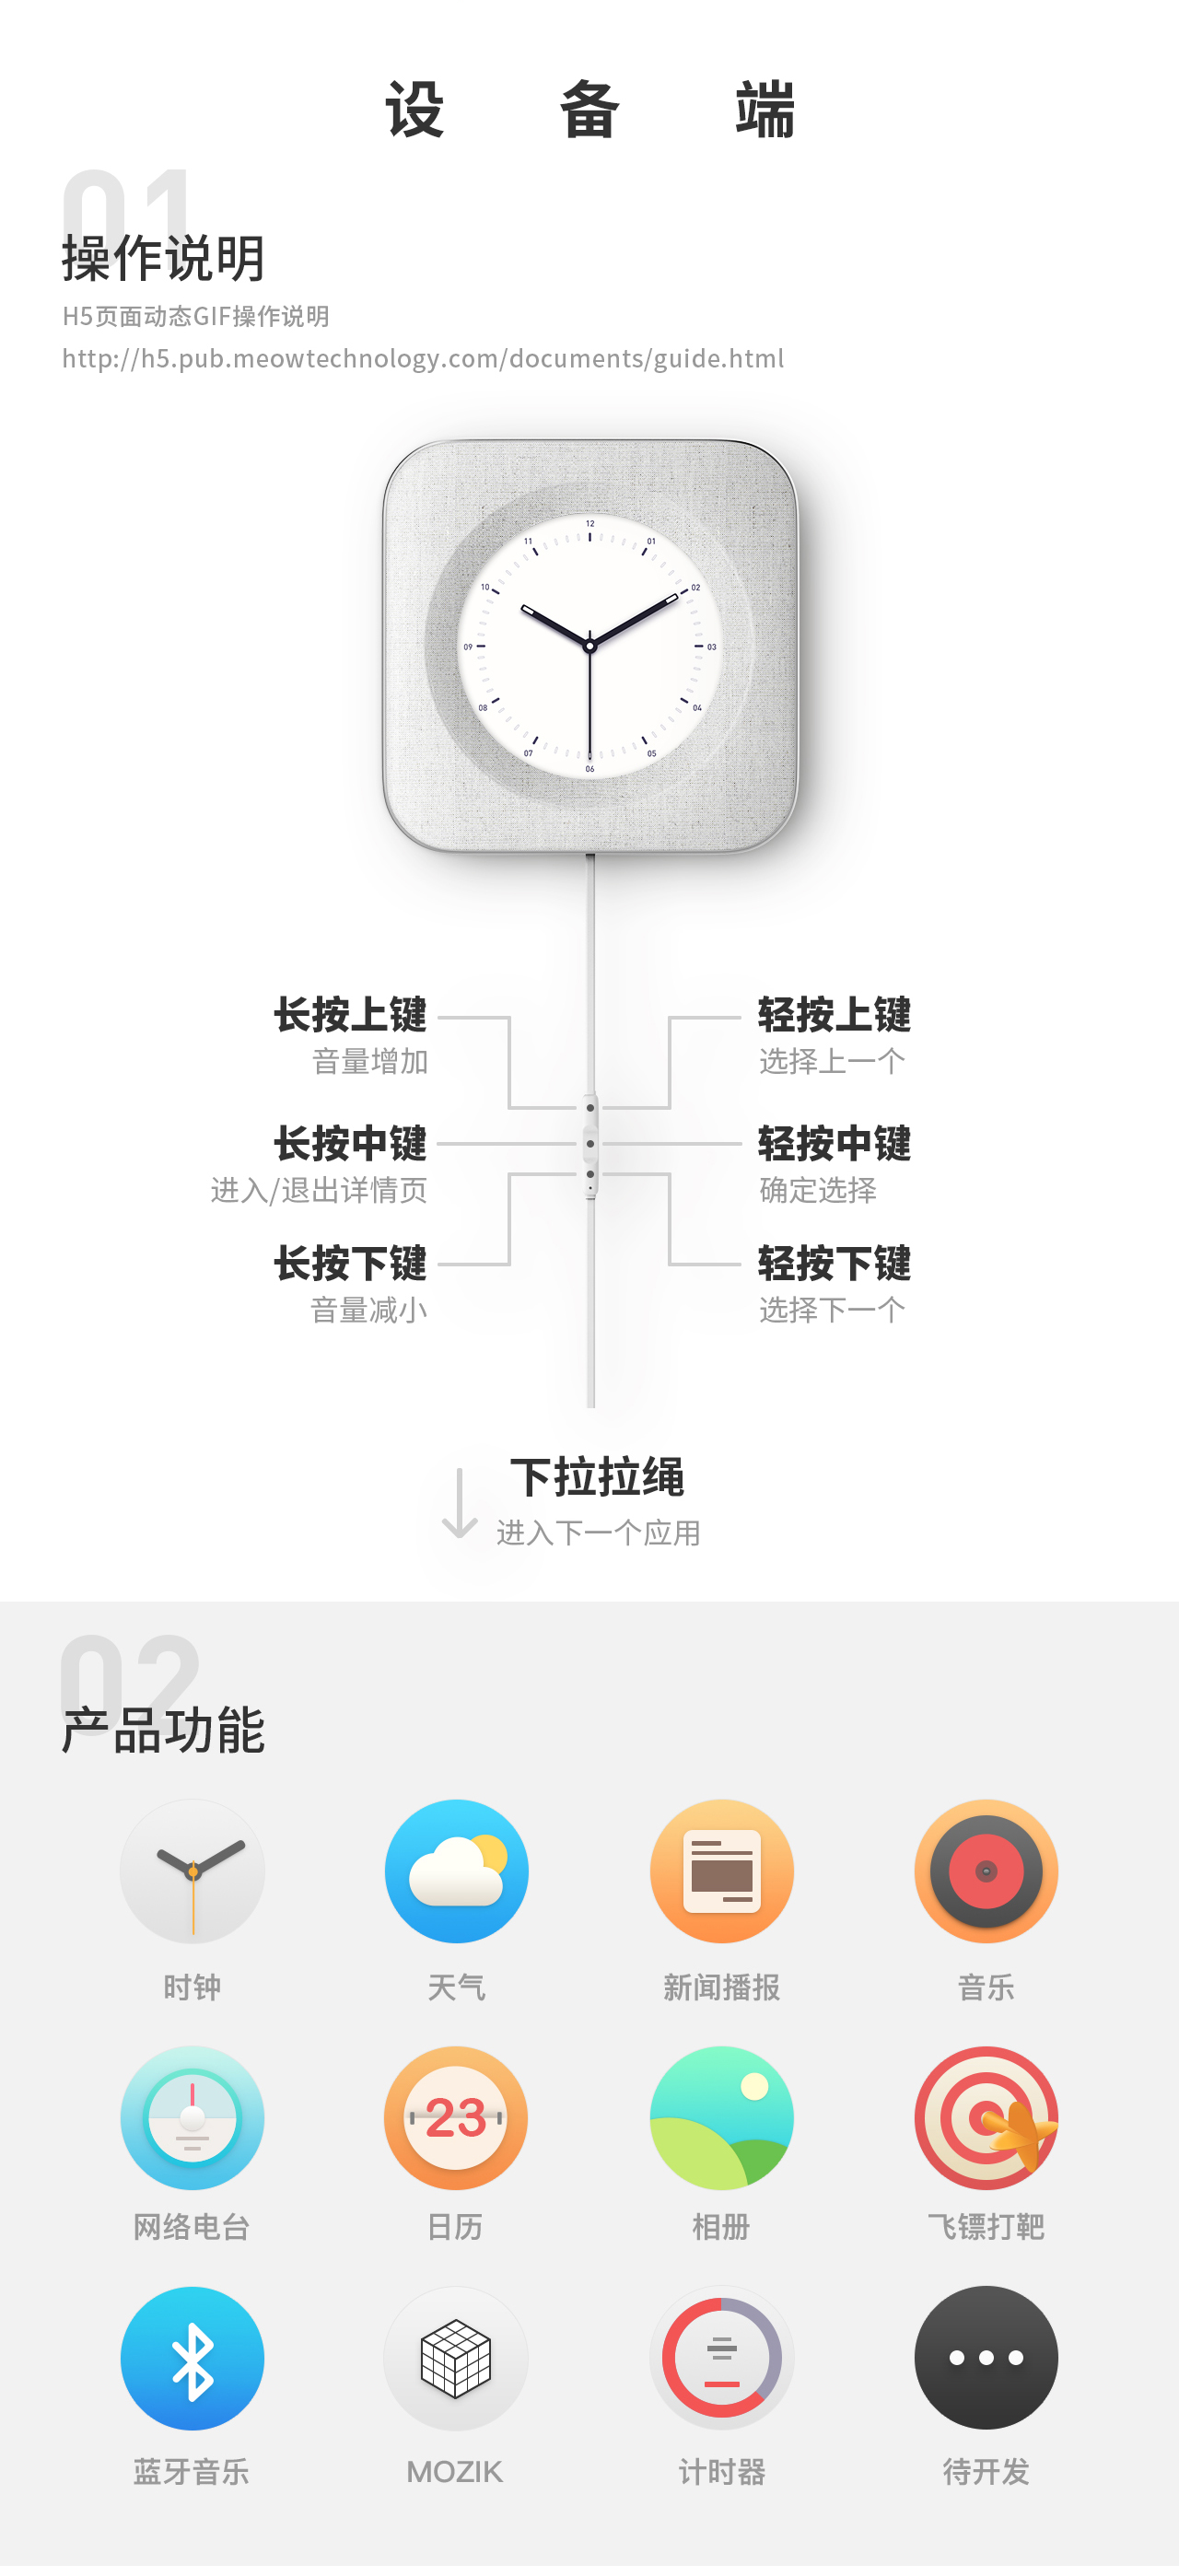 设备端
01
操作说明
H5页面动态GIF操作说明
http://h5.pub.meowtechnology.com/documents/guide.html
12
11
01
10
02
09
03
08
04
07
05
06
长按上键
音量增加
轻按上键
选择上一个
长按中键
进入/退出详情页
轻按中键
确定选择
长按下键
音量减小
轻按下键
选择下一个
下拉拉绳
进入下一个应用
02
产品功能
时钟
天气
新闻播报
音乐
23
网络电台
日历
相册
飞镖打靶
蓝牙音乐
MOZIK
计时器
待开发